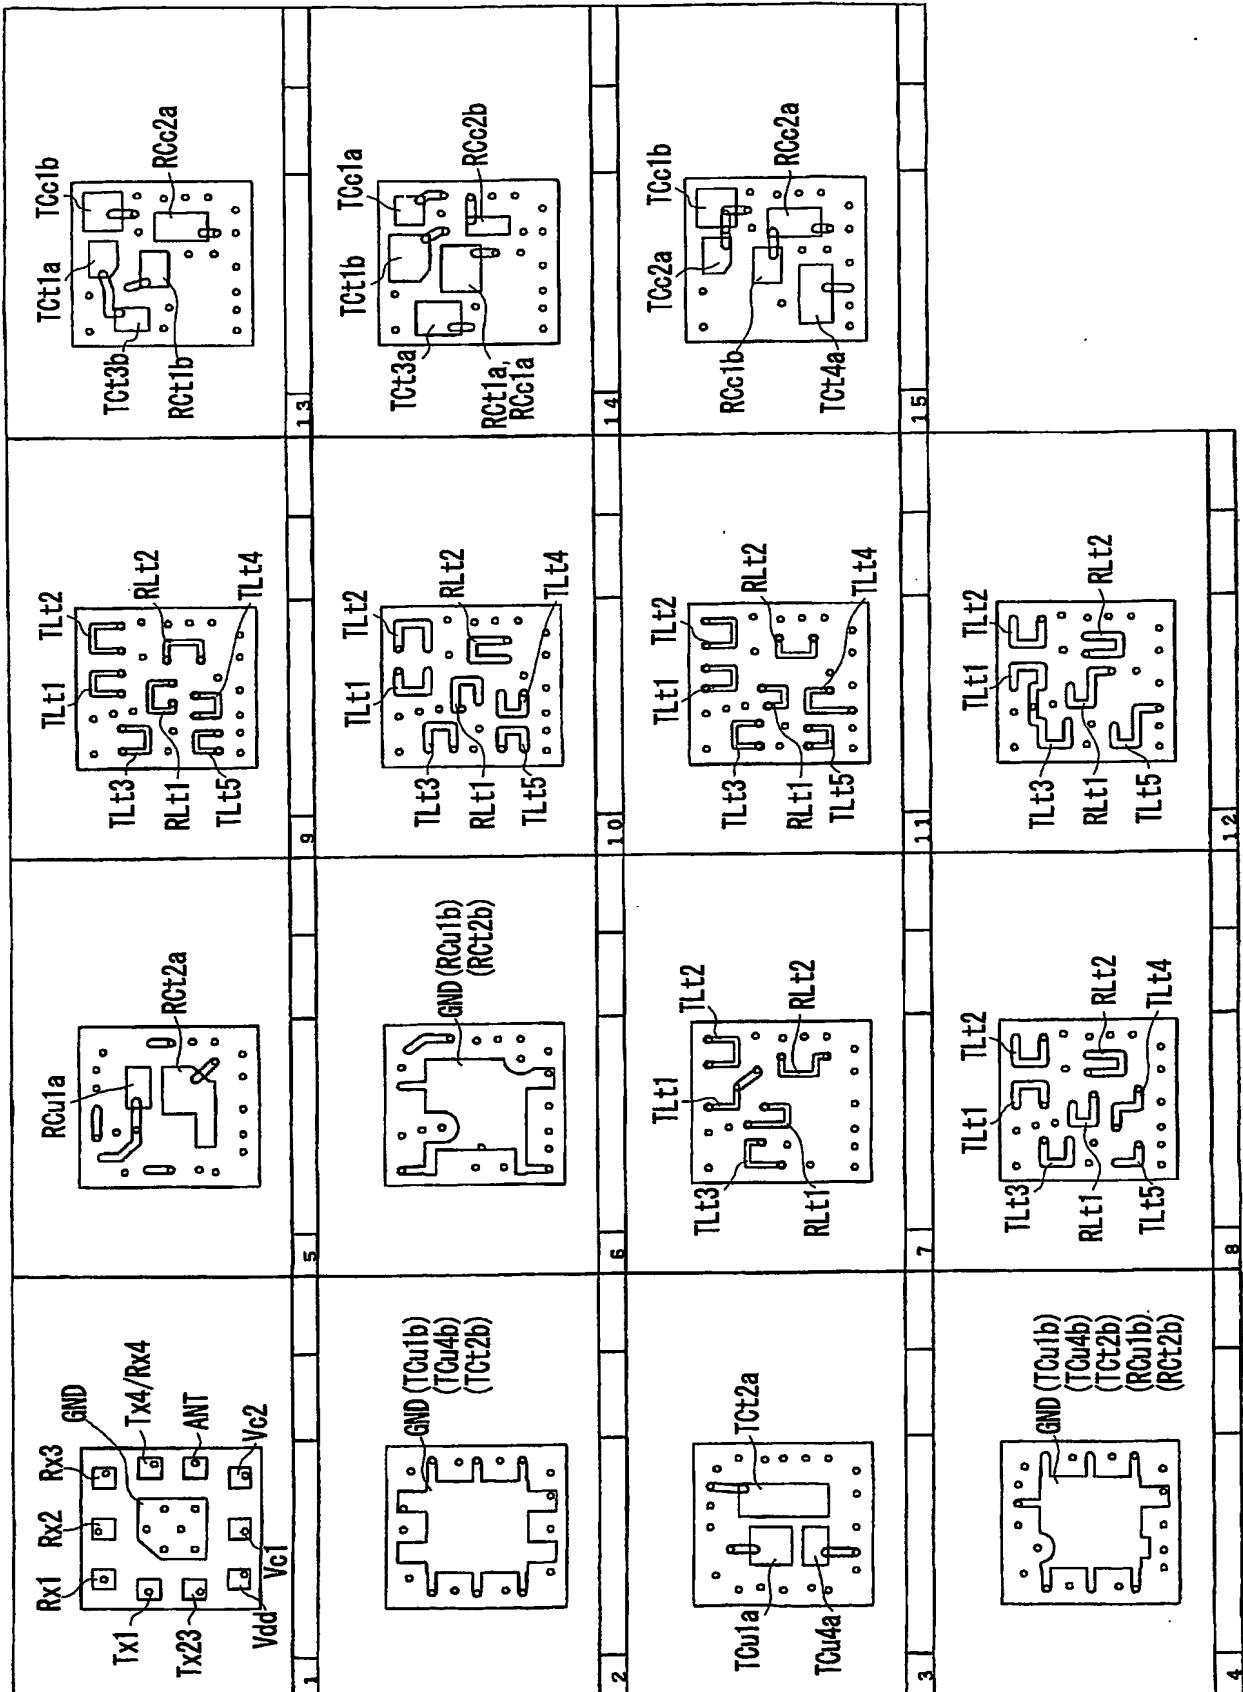 Rx1
Rx2
Rx3
GND
Tx4/Rx4
ANT
Vc2
Vc1
Vdd
Tx23
Tx1
1
GND(TCu1b)
(TCu4b)
(TCt2b)
2
TCt2a
TCu1a
TCu4a
3
GND(TCu1b)
(TCu4b)
(TCt2b)
(RCu1b)
(RCt2b)
4
RCu1a
RCt2a
5
GND(RCu1b)
(RCt2b)
6
TLt1
TLt2
TLt3
RLt1
RLt2
7
TLt1
TLt2
TLt3
RLt1
RLt2
TLt5
TLt4
8
TLt1
TLt2
RLt2
TLt4
TLt3
RLt1
TLt5
9
TLt1
TLt2
RLt2
TLt4
TLt3
RLt1
TLt5
10
TLt1
TLt2
RLt2
TLt4
TLt3
RLt1
TLt5
11
TLt1
TLt2
RLt2
TLt3
RLt1
TLt5
12
TCt1a
TCc1b
RCc2a
TCt3b
RCt1b
13
TCt1b
TCc1a
RCc2b
TCt3a
RCt1a,
RCc1a
14
TCc2a
TCc1b
RCc2a
RCc1b
TCt4a
15